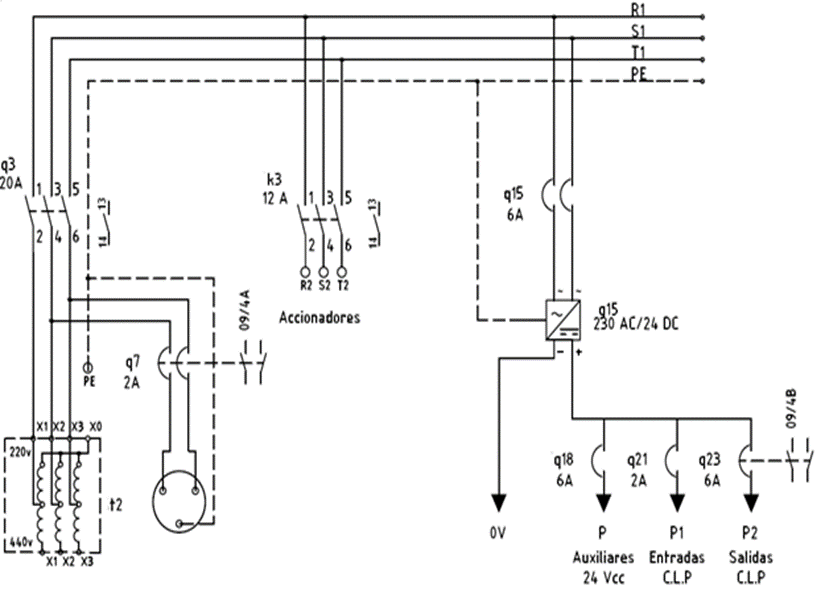 R1
S1
T1
PE
q3
20A
1 3 5
2 4 6
13
14
k3
12 A
1 3 5
2 4 6
13
14
R2 S2 T2
Accionadores
q15
6A
- -
q15
230 AC/24 DC
- +
09/4A
q7
2A
PE
X1 X2 X3 X0
220v
440v
t2
X1 X2 X3
09/4B
q18
6A
q21
2A
q23
6A
0V
P
Auxiliares
24 Vcc
P1
Entradas
C.L.P
P2
Salidas
C.L.P